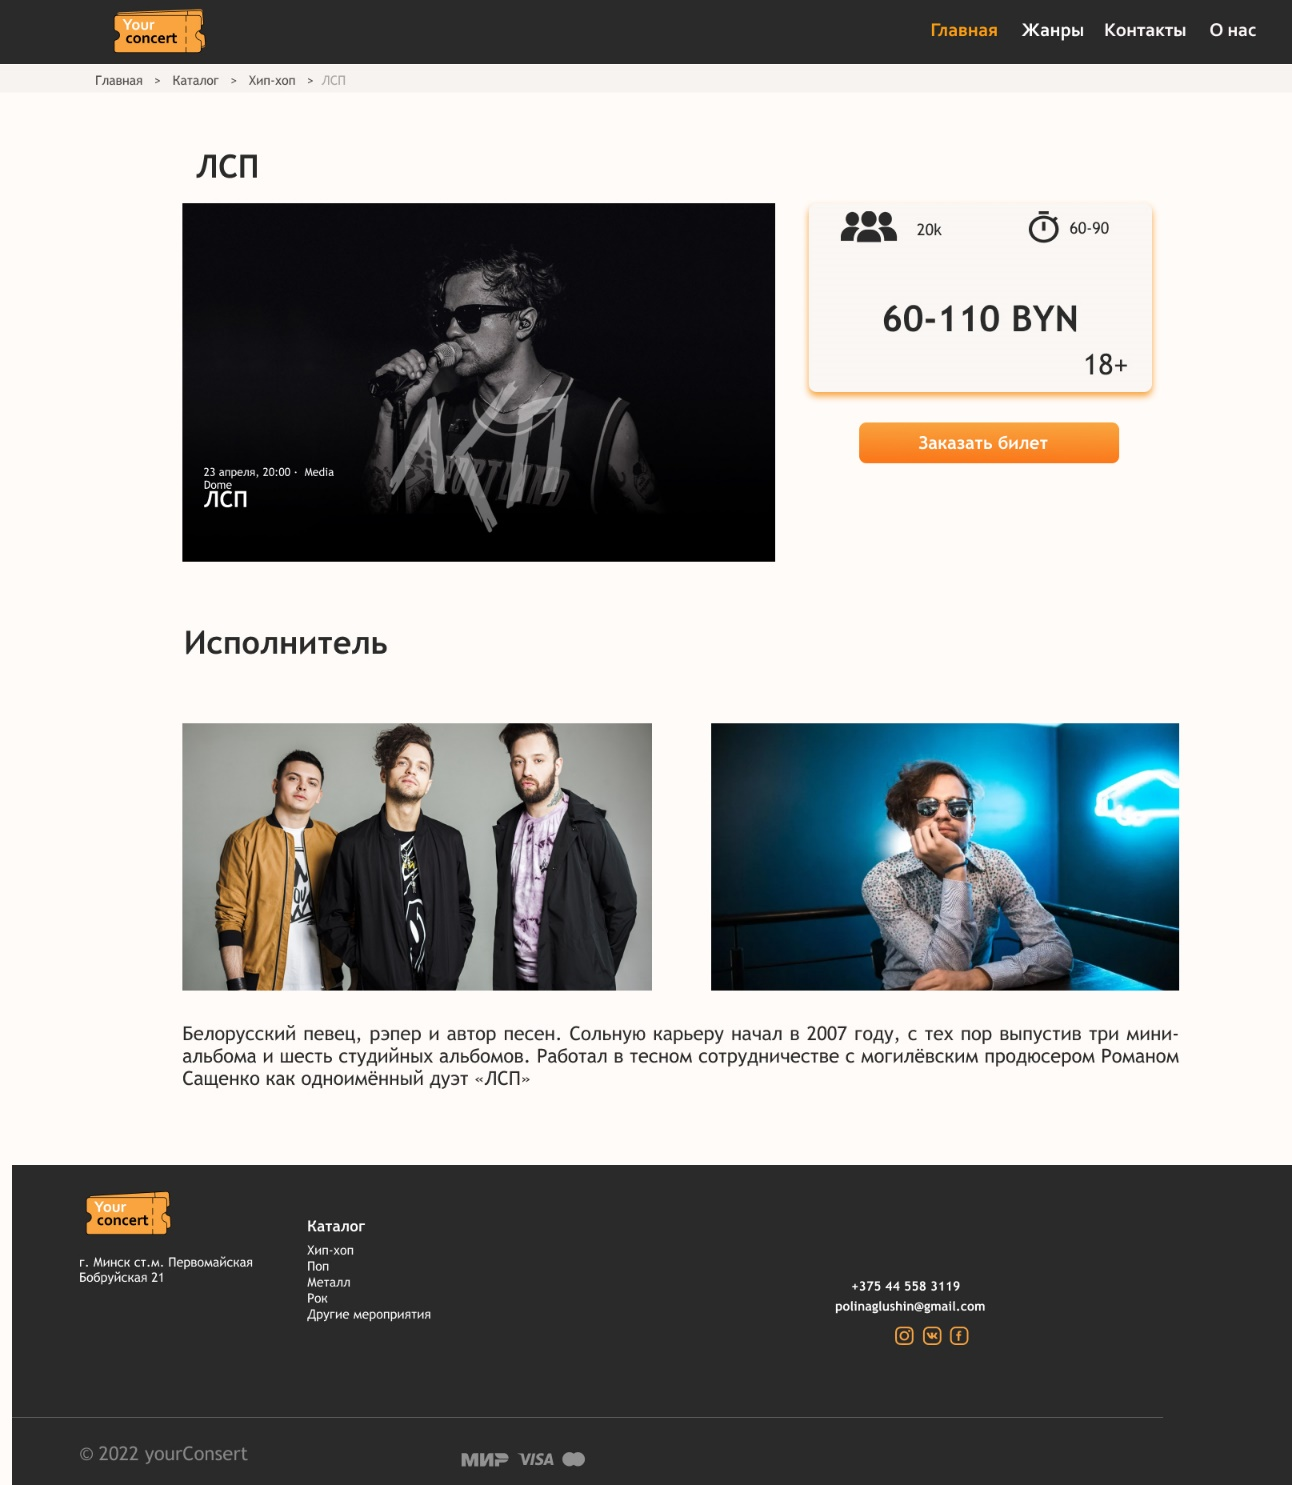 Your
concert
Главная Жанры Контакты О нас
Главная > Каталог > Хип-хоп > ЛСП
ЛСП
20k 60-90
60-110 BYN
18+
Заказать билет
ЛСП
PORTLAND
23 апреля, 20:00 · Media
Dome
ЛСП
Исполнитель
Белорусский певец, рэпер и автор песен. Сольную карьеру начал в 2007 году, с тех пор выпустив три мини-
альбома и шесть студийных альбомов. Работал в тесном сотрудничестве с могилёвским продюсером Романом
Сащенко как одноимённый дуэт «ЛСП»
Your
concert
г. Минск ст.м. Первомайская
Бобруйская 21
Каталог
Хип-хоп
Поп
Металл
Рок
Другие мероприятия
+375 44 558 3119
polinaglushin@gmail.com
© 2022 yourConsert
МИР VISA